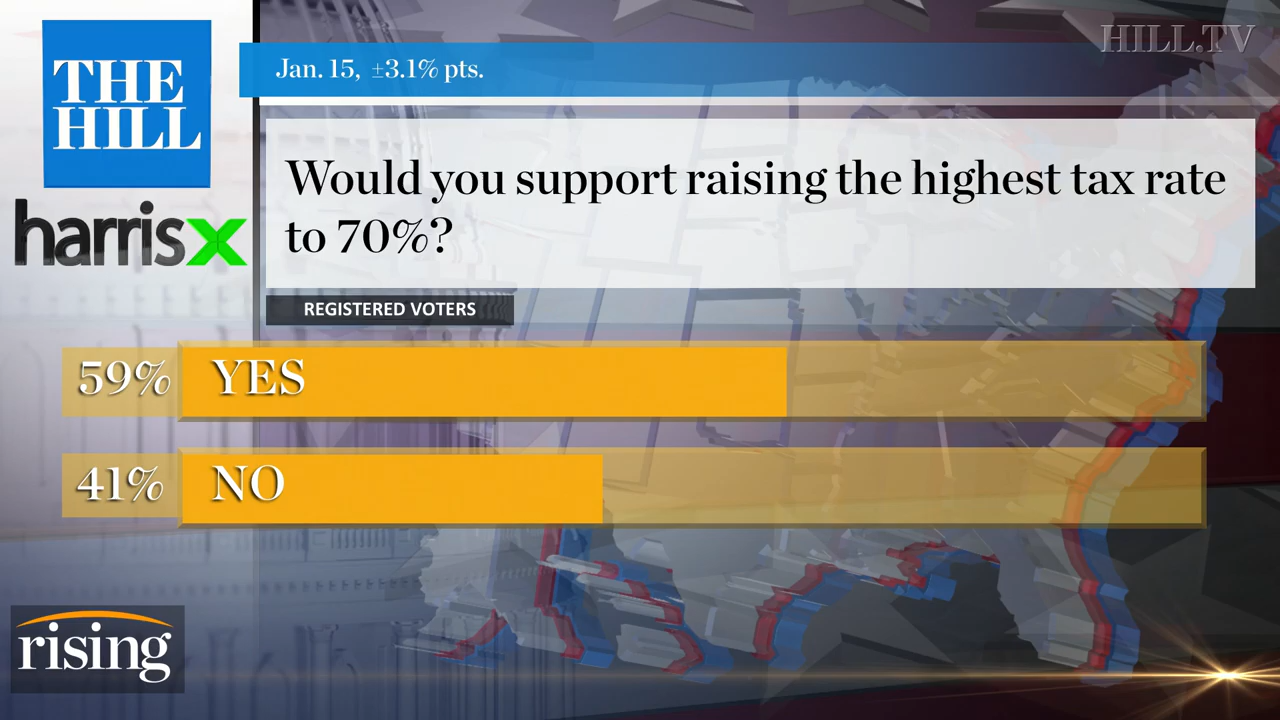 THE
HILL
harrisx
HILL.TV
Jan. 15, ±3.1% pts.
Would you support raising the highest tax rate
to 70%?
REGISTERED VOTERS
59% YES
41% NO
rising